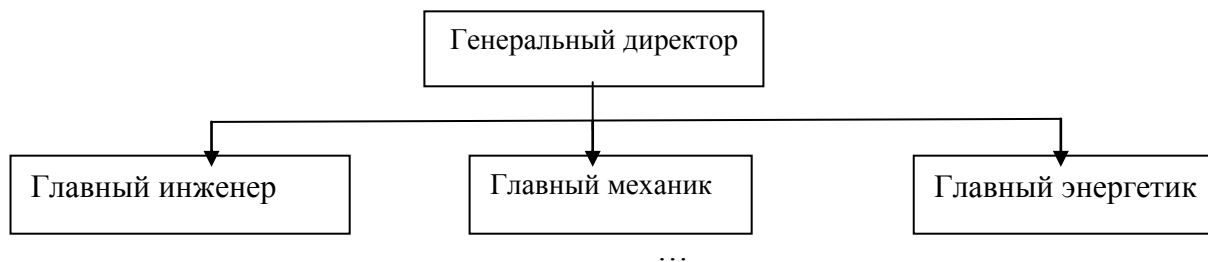 Генеральный директор
Главный инженер
Главный механик
Главный энергетик
…